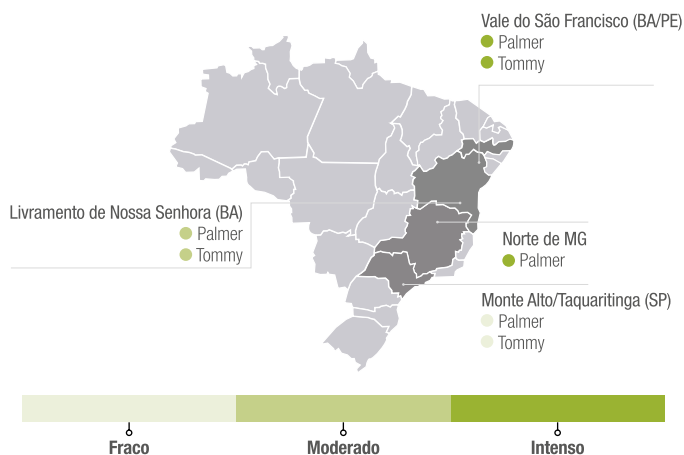 Vale do São Francisco (BA/PE)
Palmer
Tommy
Livramento de Nossa Senhora (BA)
Palmer
Tommy
Norte de MG
Palmer
Monte Alto/Taquaritinga (SP)
Palmer
Tommy
Fraco
Moderado
Intenso